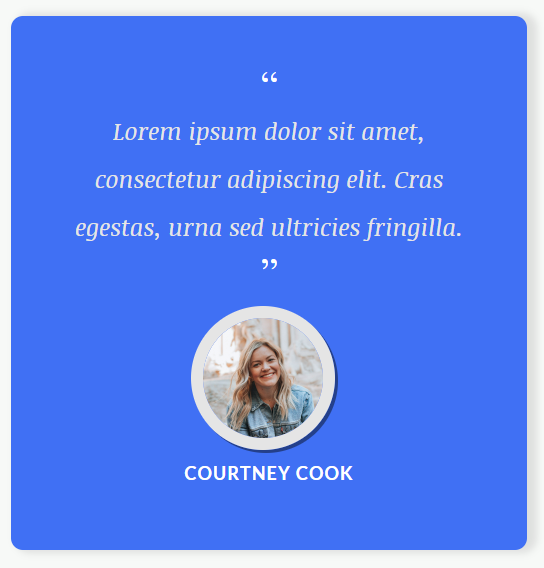 “
Lorem ipsum dolor sit amet,
consectetur adipiscing elit. Cras
egestas, urna sed ultricies fringilla.
”
COURTNEY COOK